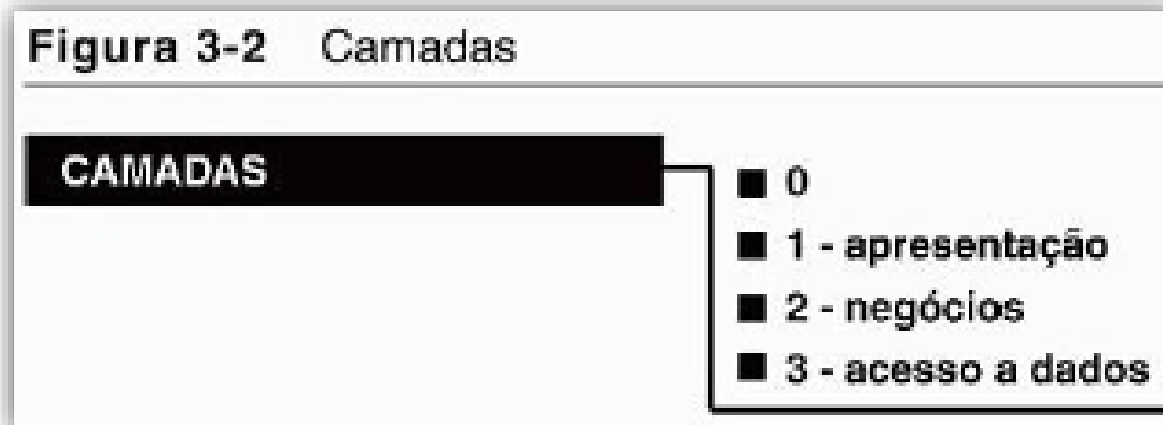 Figura 3-2 Camadas
CAMADAS
0
1 - apresentação
2 - negócios
3 - acesso a dados